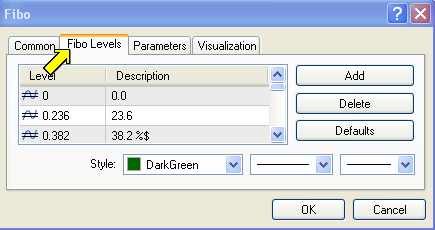 Fibo
Common Fibo Levels Parameters Visualization
Level Description
0 0.0
0.236 23.6
0.382 38.2 %$
Add
Delete
Defaults
Style: DarkGreen
OK Cancel